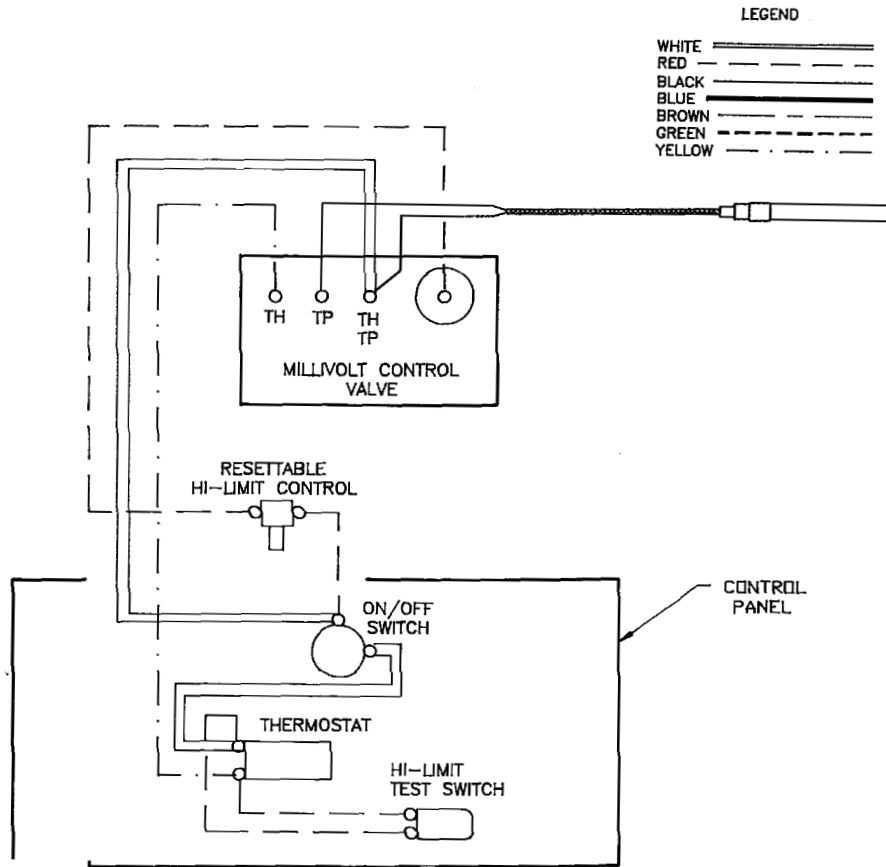 LEGEND
WHITE
RED
BLACK
BLUE
BROWN
GREEN
YELLOW
TH
TP
TH
TP
MILLIVOLT CONTROL
VALVE
RESETTABLE
HI-LIMIT CONTROL
CONTROL
PANEL
ON/OFF
SWITCH
THERMOSTAT
HI-LIMIT
TEST SWITCH